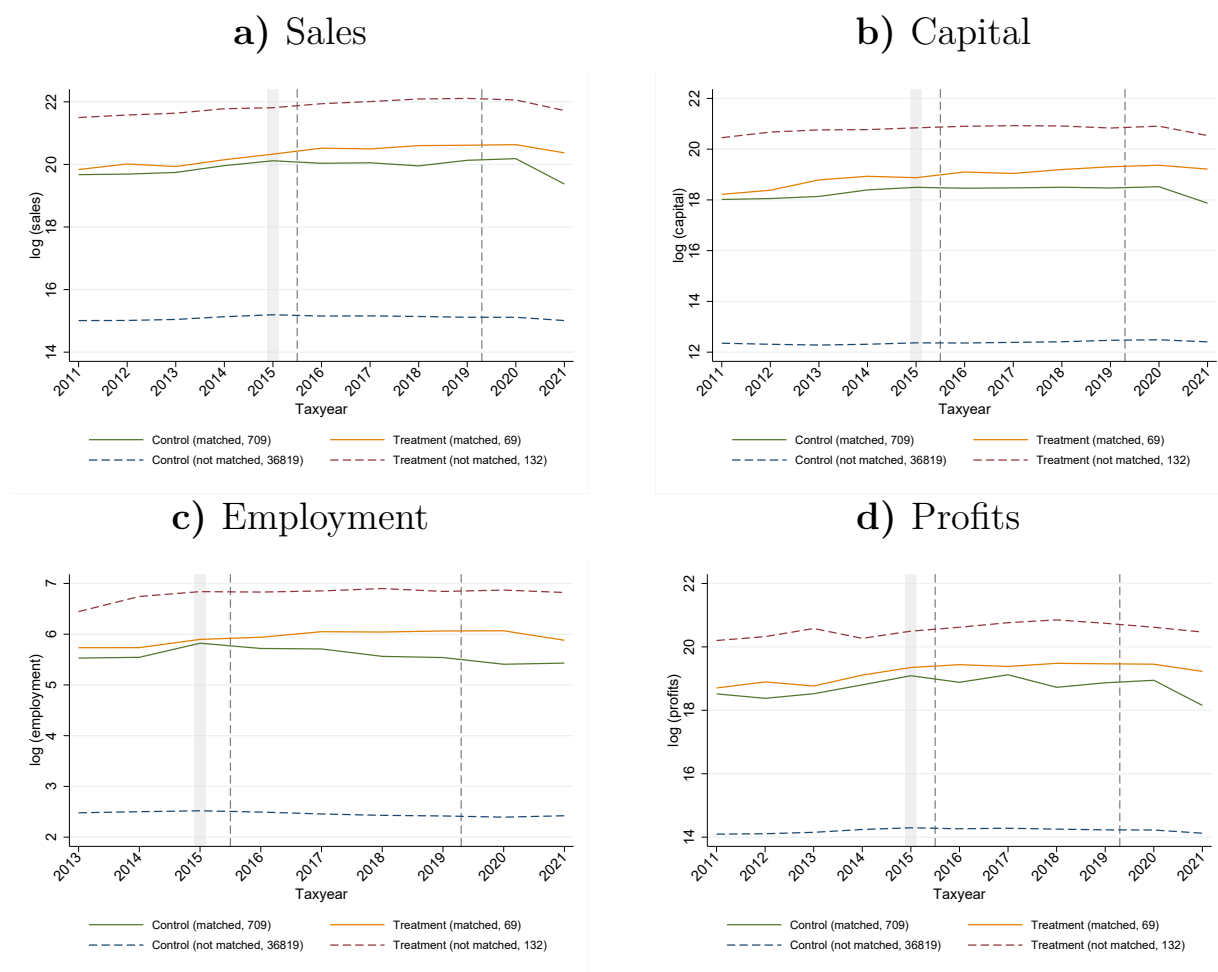 a) Sales
log (sales)
22
20
18
16
14
2011 2012 2013 2014 2015 2016 2017 2018 2019 2020 2021
Taxyear
Control (matched, 709) Treatment (matched, 69)
Control (not matched, 36819) Treatment (not matched, 132)
b) Capital
log (capital)
22
20
18
16
14
12
2011 2012 2013 2014 2015 2016 2017 2018 2019 2020 2021
Taxyear
Control (matched, 709) Treatment (matched, 69)
Control (not matched, 36819) Treatment (not matched, 132)
c) Employment
log (employment)
7
6
5
4
3
2
2013 2014 2015 2016 2017 2018 2019 2020 2021
Taxyear
Control (matched, 709) Treatment (matched, 69)
Control (not matched, 36819) Treatment (not matched, 132)
d) Profits
log (profits)
22
20
18
16
14
2011 2012 2013 2014 2015 2016 2017 2018 2019 2020 2021
Taxyear
Control (matched, 709) Treatment (matched, 69)
Control (not matched, 36819) Treatment (not matched, 132)